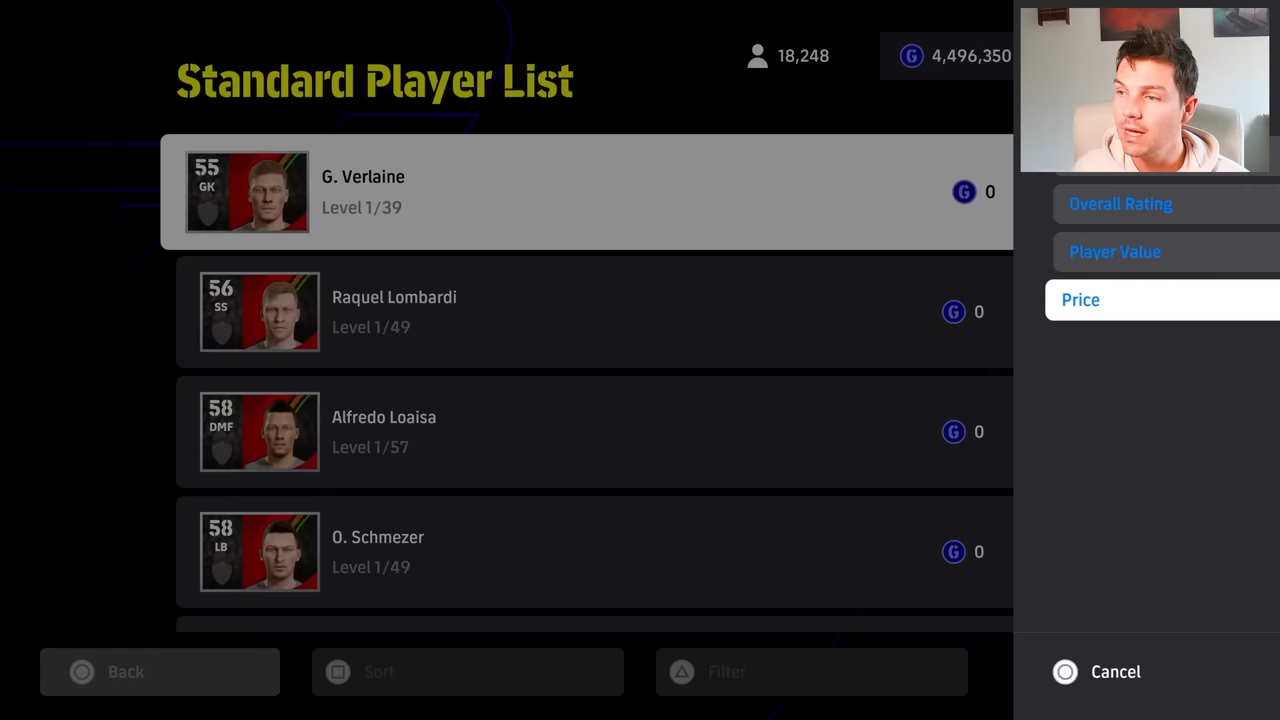 18,248
G 4,496,350
Standard Player List
55
GK
G. Verlaine
Level 1/39
G 0
56
SS
Raquel Lombardi
Level 1/49
G 0
58
DMF
Alfredo Loaisa
Level 1/57
G 0
58
LB
O. Schmezer
Level 1/49
G 0
Overall Rating
Player Value
Price
Back
Sort
Filter
Cancel